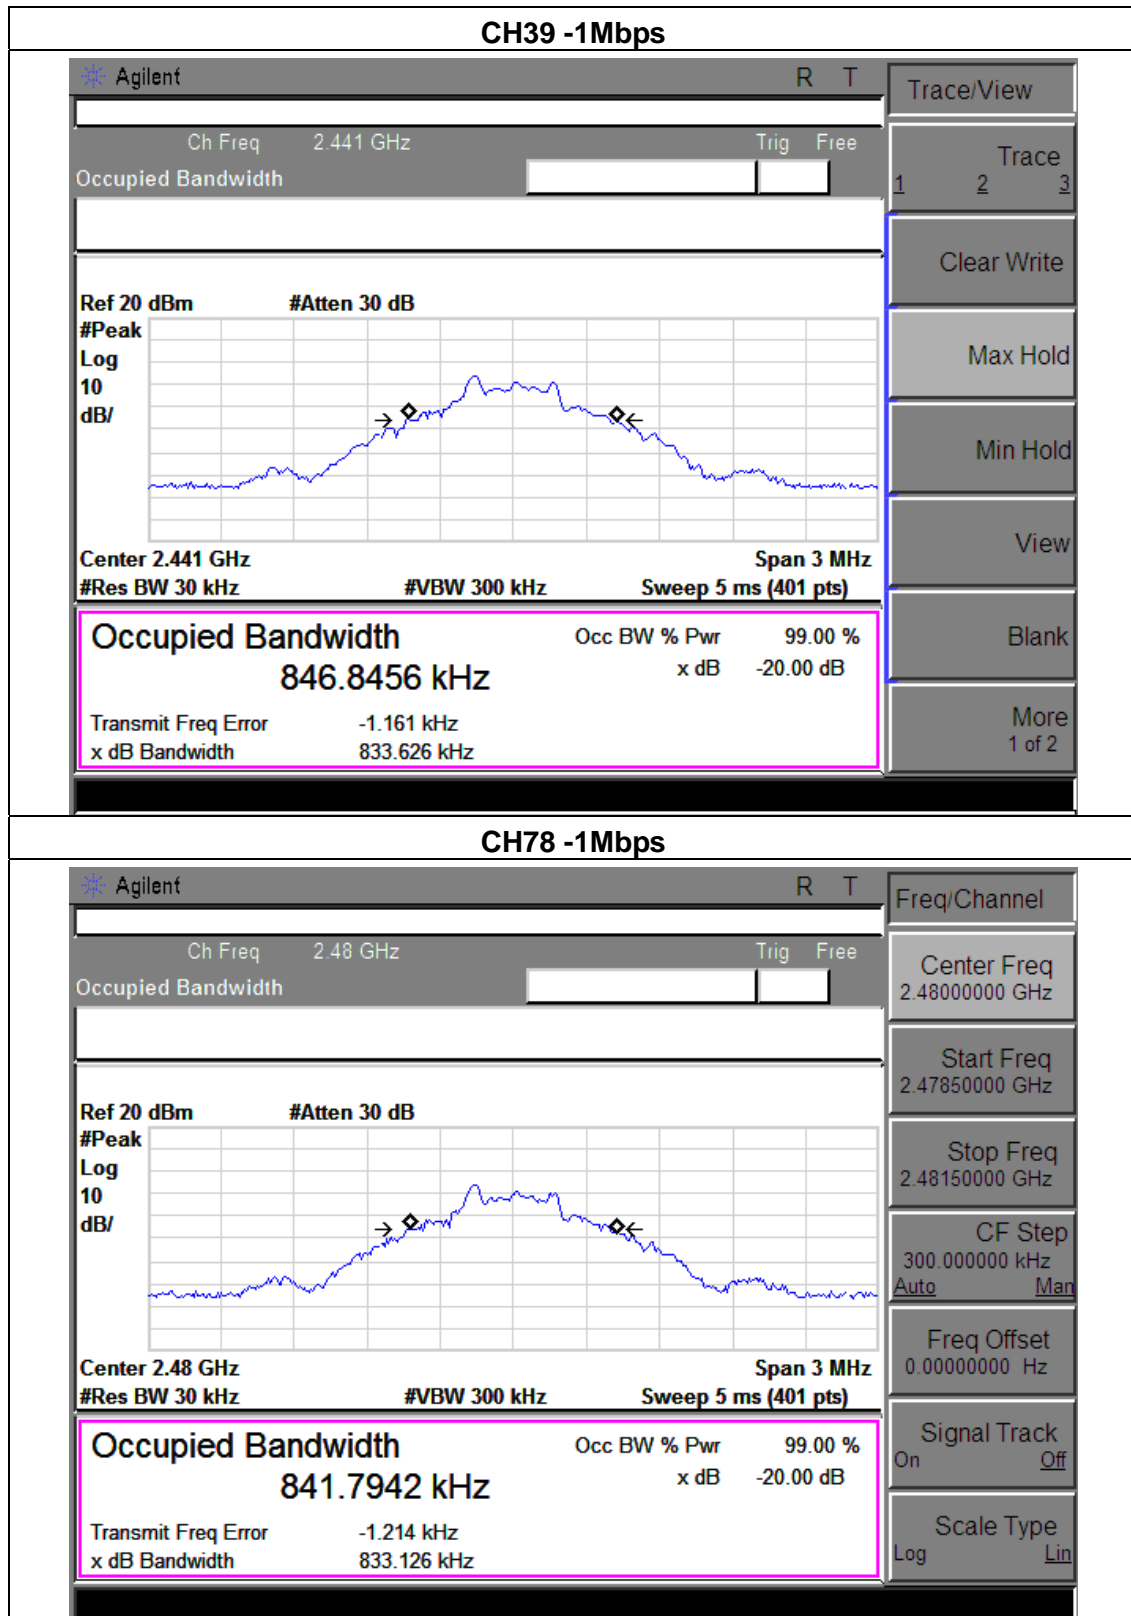 CH39 -1Mbps
Agilent R T
Ch Freq 2.441 GHz Trig Free
Occupied Bandwidth
Ref 20 dBm #Atten 30 dB
#Peak
Log
10
dB/
Center 2.441 GHz Span 3 MHz
#Res BW 30 kHz #VBW 300 kHz Sweep 5 ms (401 pts)
Occupied Bandwidth Occ BW % Pwr 99.00 %
846.8456 kHz x dB -20.00 dB
Transmit Freq Error -1.161 kHz
x dB Bandwidth 833.626 kHz
Trace/View
Trace
1 2 3
Clear Write
Max Hold
Min Hold
View
Blank
More
1 of 2
CH78 -1Mbps
Agilent R T
Ch Freq 2.48 GHz Trig Free
Occupied Bandwidth
Ref 20 dBm #Atten 30 dB
#Peak
Log
10
dB/
Center 2.48 GHz Span 3 MHz
#Res BW 30 kHz #VBW 300 kHz Sweep 5 ms (401 pts)
Occupied Bandwidth Occ BW % Pwr 99.00 %
841.7942 kHz x dB -20.00 dB
Transmit Freq Error -1.214 kHz
x dB Bandwidth 833.126 kHz
Freq/Channel
Center Freq
2.48000000 GHz
Start Freq
2.47850000 GHz
Stop Freq
2.48150000 GHz
CF Step
300.000000 kHz
Auto Man
Freq Offset
0.00000000 Hz
Signal Track
On Off
Scale Type
Log Lin